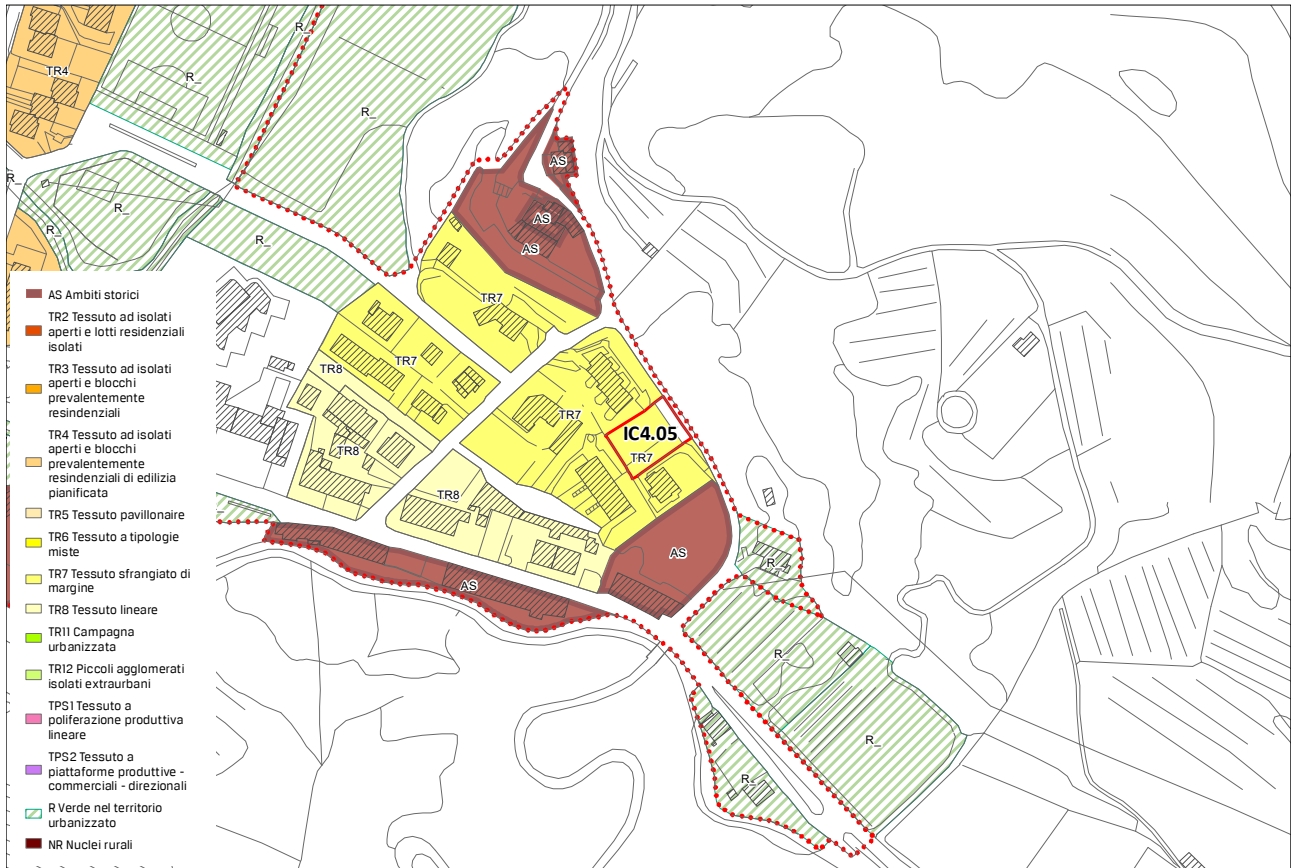 TR4
R_
R_
R_
R_
R_
R_
R_
R_
AS
AS
AS
TR7
TR7
TR8
TR7
IC4.05
TR7
TR8
TR8
AS
AS
R_
R_
R_
R_
AS Ambiti storici
TR2 Tessuto ad isolati
aperti e lotti residenziali
isolati
TR3 Tessuto ad isolati
aperti e blocchi
prevalentemente
resindenziali
TR4 Tessuto ad isolati
aperti e blocchi
prevalentemente
residenziali di edilizia
pianificata
TR5 Tessuto pavillonaire
TR6 Tessuto a tipologie
miste
TR7 Tessuto sfrangiato di
margine
TR8 Tessuto lineare
TR11 Campagna
urbanizzata
TR12 Piccoli agglomerati
isolati extraurbani
TPS1 Tessuto a
poliferazione produttiva
lineare
TPS2 Tessuto a
piattaforme produttive -
commerciali - direzionali
R Verde nel territorio
urbanizzato
NR Nuclei rurali